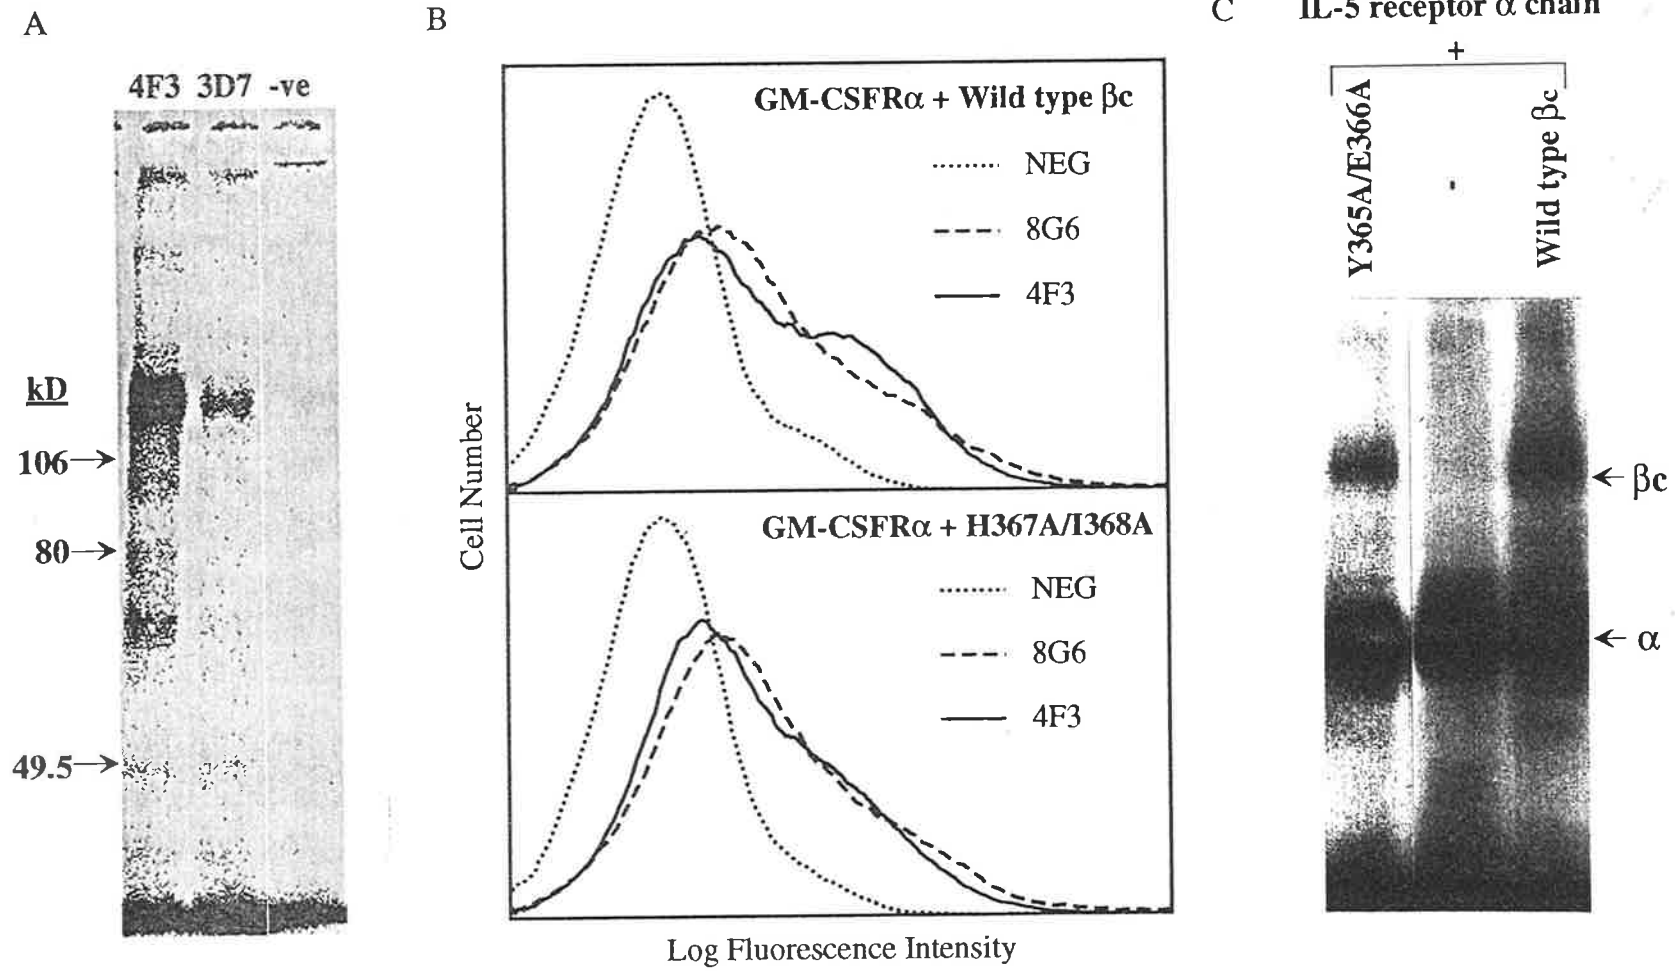 A
4F3 3D7 -ve
kD
106
80
49.5
B
GM-CSFRα + Wild type βc
NEG
8G6
4F3
GM-CSFRα + H367A/I368A
NEG
8G6
4F3
Cell Number
Log Fluorescence Intensity
C
IL-5 receptor α chain
+
Y365A/E366A
-
Wild type βc
βc
α